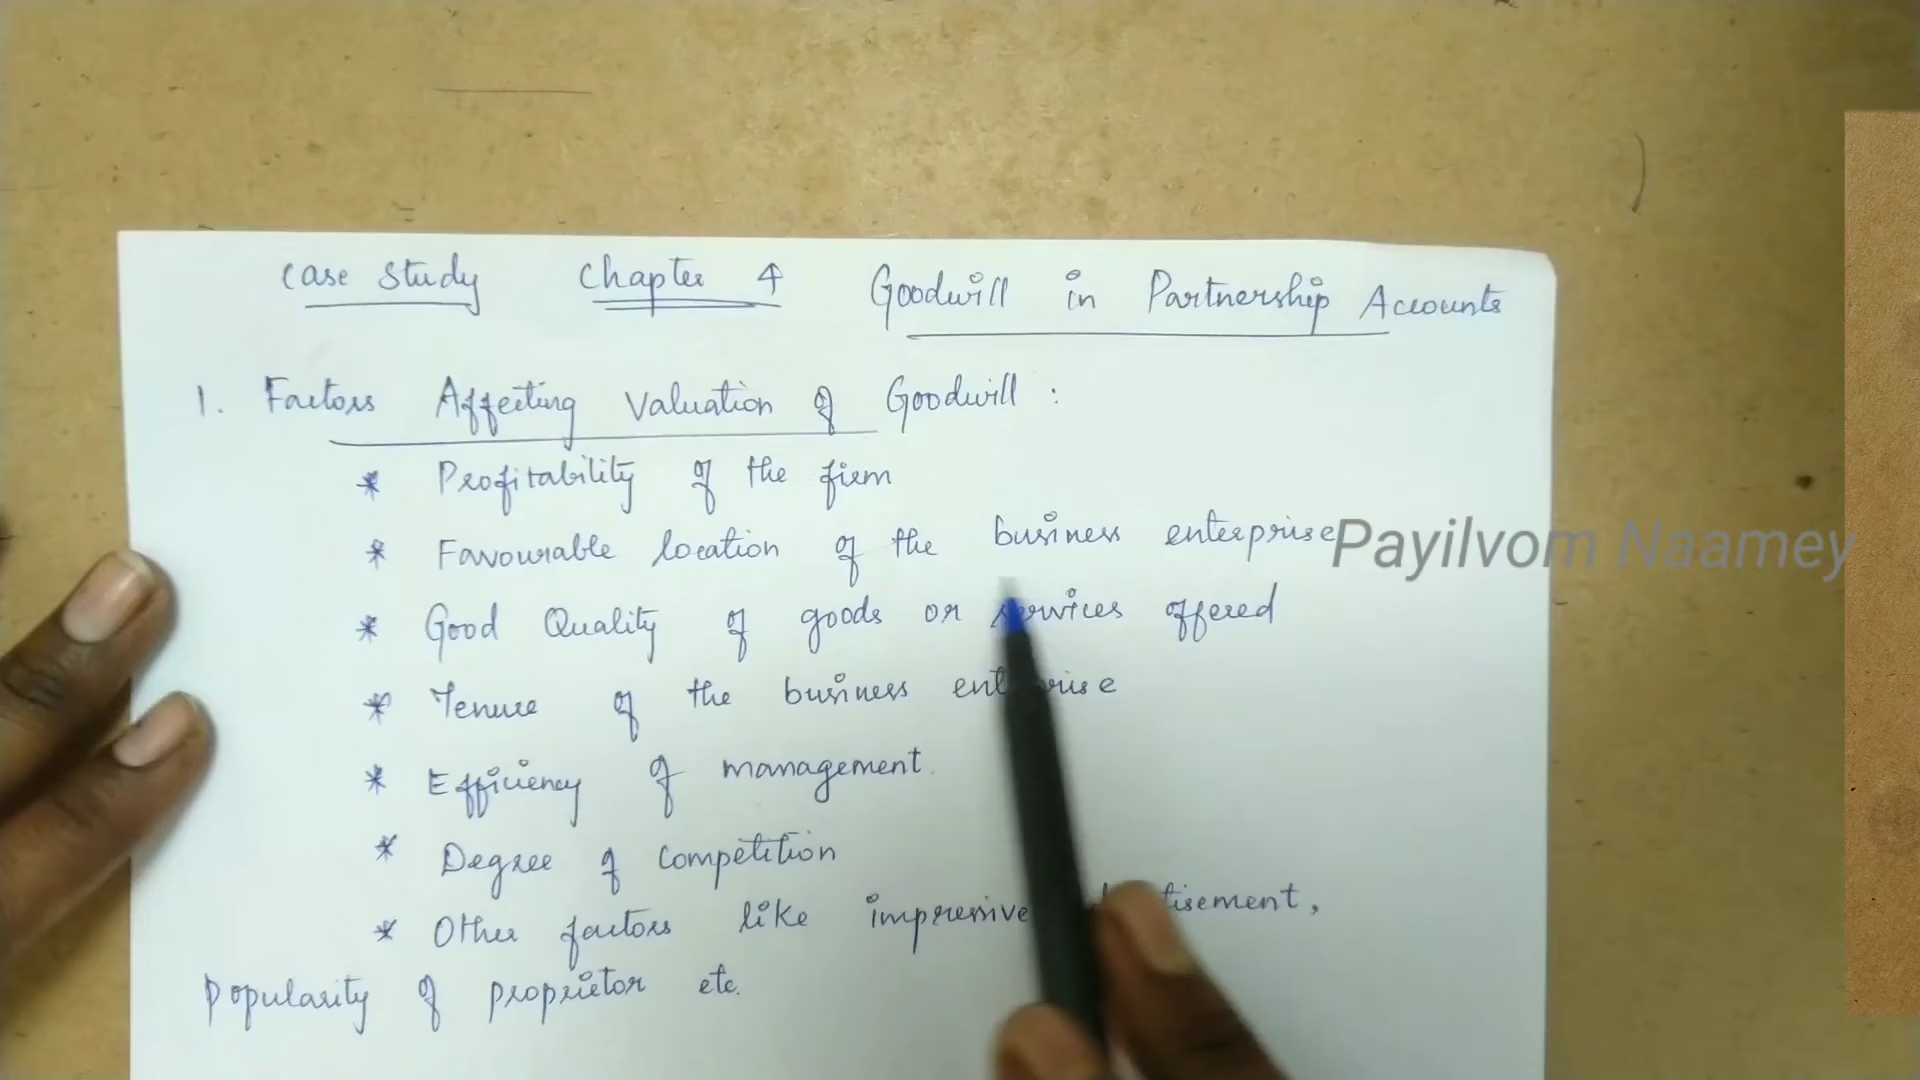 Case Study Chapter 4 Goodwill in Partnership Accounts
1. Factors Affecting Valuation of Goodwill :
* Profitability of the firm
* Favourable location of the business enterprise
Payilvom Naamey
* Good Quality of goods or services offered
* Tenure of the business enterprise
* Efficiency of management.
* Degree of Competition
* Other factors like impressive advertisement,
popularity of proprietor etc.